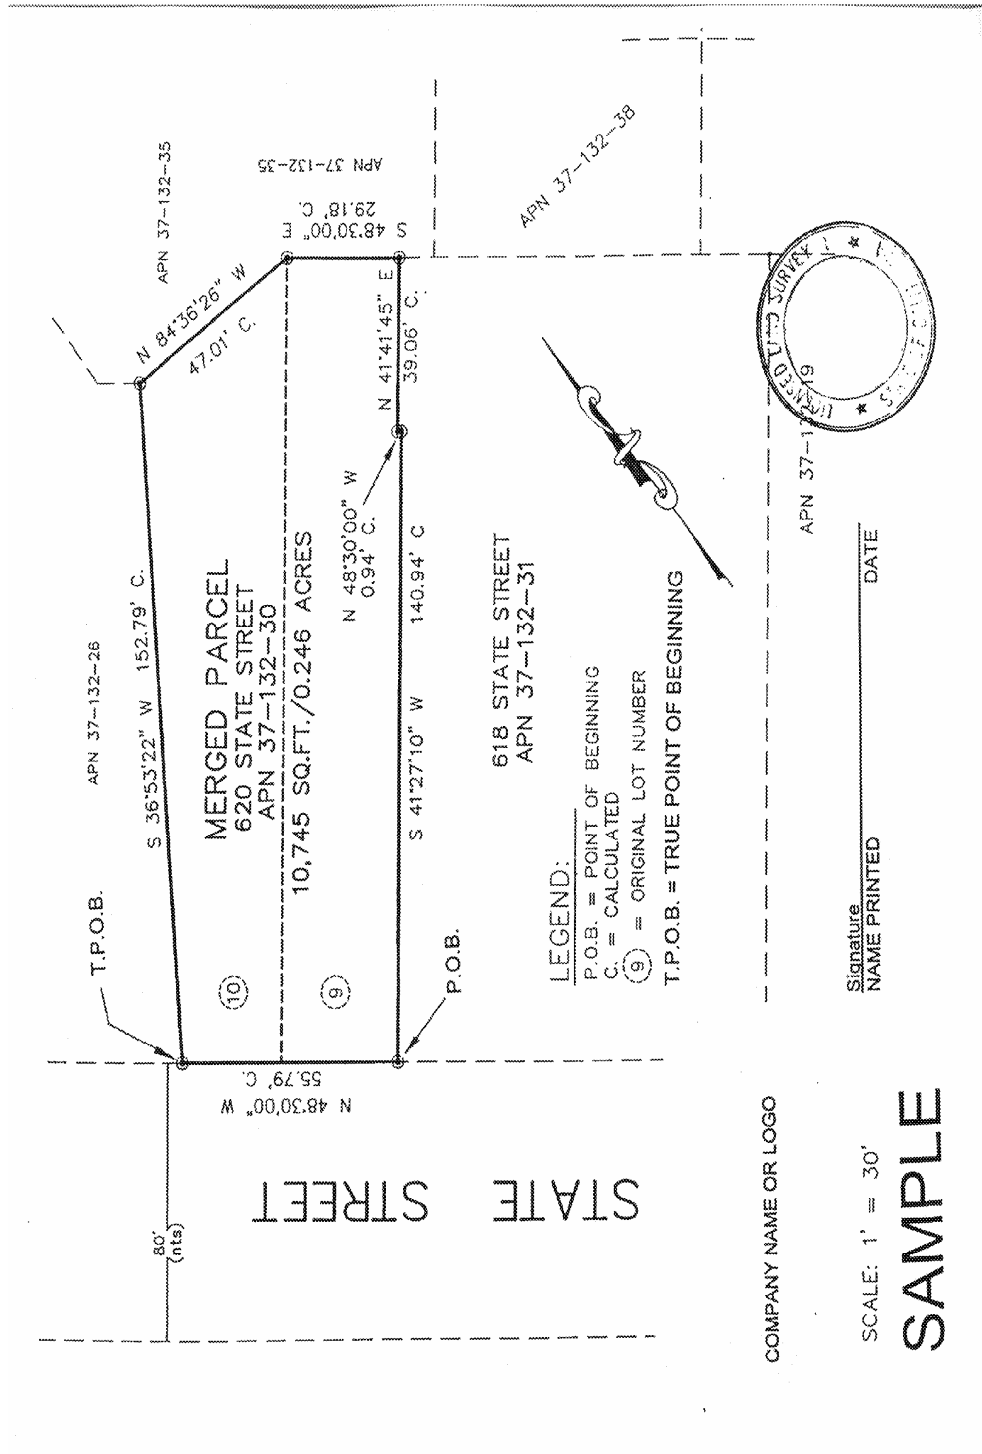 APN 37-132-35
N 84°36'26" W
47.01' C.
APN 37-132-35
S 48°30'00" E
29.18' C.
N 41°41'45" E
39.06' C.
APN 37-132-38
APN 37-132-26
S 36°53'22" W 152.79' C.
MERGED PARCEL
620 STATE STREET
APN 37-132-30
10,745 SQ.FT./0.246 ACRES
N 48°30'00" W
0.94' C.
S 41°27'10" W 140.94' C
618 STATE STREET
APN 37-132-31
T.P.O.B.
10
9
P.O.B.
N 48°30'00" W
55.79' C.
STATE STREET
80'
(nts)
LEGEND:
P.O.B. = POINT OF BEGINNING
C. = CALCULATED
9 = ORIGINAL LOT NUMBER
T.P.O.B. = TRUE POINT OF BEGINNING
Signature
DATE
NAME PRINTED
COMPANY NAME OR LOGO
SCALE: 1' = 30'
SAMPLE